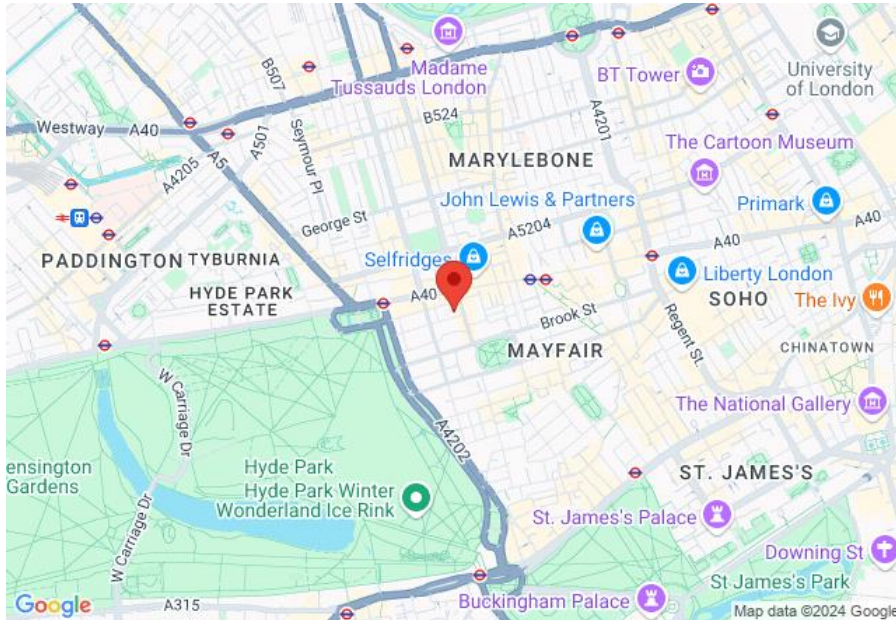 B507
Madame
Tussauds London
BT Tower
University
of London
Westway
A40
A501
A5
A4205
Seymour Pl
B524
A4201
MARYLEBONE
The Cartoon Museum
John Lewis & Partners
Primark
George St
A5204
A40
A40
PADDINGTON
TYBURNIA
Selfridges
Liberty London
HYDE PARK
ESTATE
A40
SOHO
The Ivy
Brook St
Regent St.
MAYFAIR
CHINATOWN
W Carriage Dr
The National Gallery
A4202
ensington
Gardens
Hyde Park
Hyde Park Winter
Wonderland Ice Rink
ST. JAMES'S
W Carriage Dr
St. James's Palace
Downing St
St James's Park
Google
A315
Buckingham Palace
Map data ©2024 Google